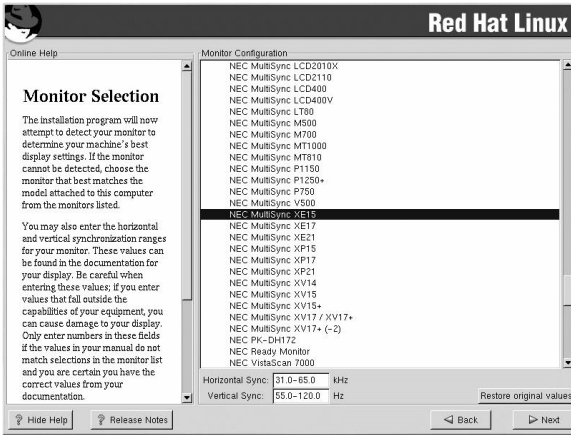 Red Hat Linux
Online Help
Monitor Selection
The installation program will now
attempt to detect your monitor to
determine your machine's best
display settings. If the monitor
cannot be detected, choose the
monitor that best matches the
model attached to this computer
from the monitors listed.
You may also enter the horizontal
and vertical synchronization ranges
for your monitor. These values can
be found in the documentation for
your display. Be careful when
entering these values; if you enter
values that fall outside the
capabilities of your equipment, you
can cause damage to your display.
Only enter numbers in these fields
if the values in your manual do not
match selections in the monitor list
and you are certain you have the
correct values from your
documentation.
Monitor Configuration
NEC MultiSync LCD2010X
NEC MultiSync LCD2110
NEC MultiSync LCD400
NEC MultiSync LCD400V
NEC MultiSync LT80
NEC MultiSync M500
NEC MultiSync M700
NEC MultiSync MT1000
NEC MultiSync MT810
NEC MultiSync P1150
NEC MultiSync P1250+
NEC MultiSync P750
NEC MultiSync V500
NEC MultiSync XE15
NEC MultiSync XE17
NEC MultiSync XE21
NEC MultiSync XP15
NEC MultiSync XP17
NEC MultiSync XP21
NEC MultiSync XV14
NEC MultiSync XV15
NEC MultiSync XV15+
NEC MultiSync XV17 / XV17+
NEC MultiSync XV17+ (-2)
NEC PK-DH172
NEC Ready Monitor
NEC VistaScan 7000
Horizontal Sync: 31.0-65.0 kHz
Vertical Sync: 55.0-120.0 Hz
Restore original values
Hide Help
Release Notes
Back
Next